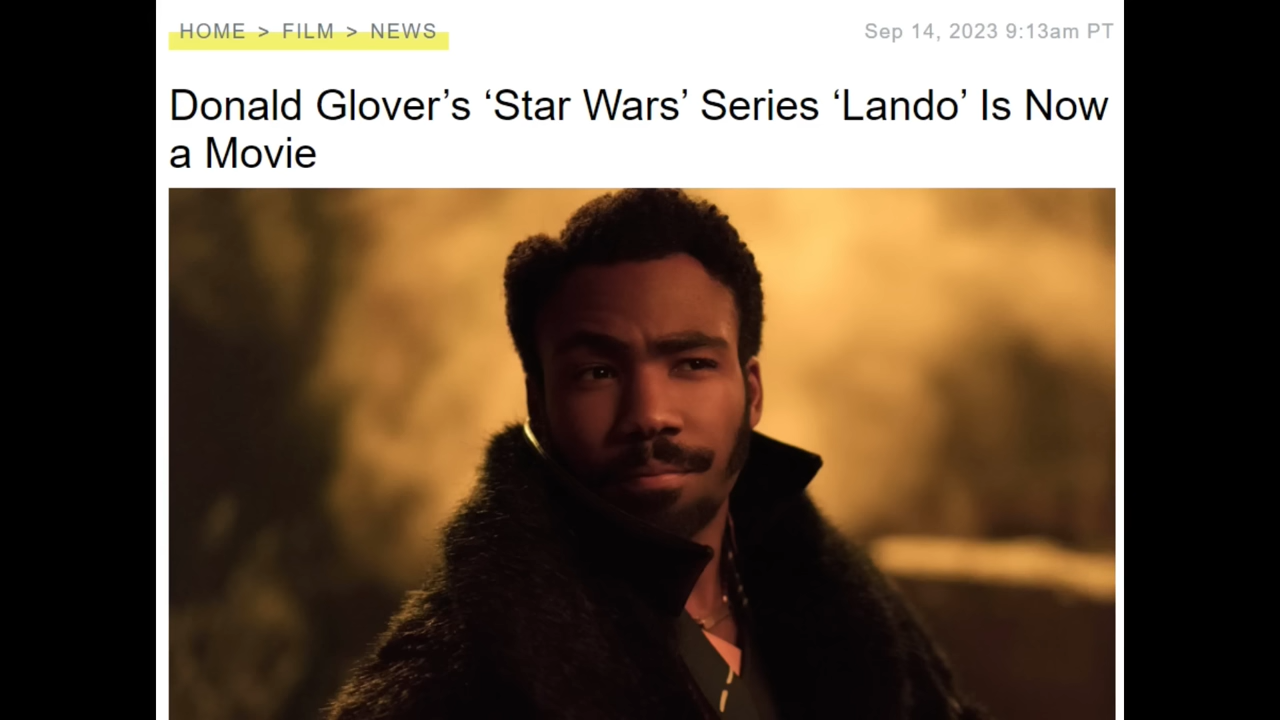 HOME > FILM > NEWS
Sep 14, 2023 9:13am PT
Donald Glover’s ‘Star Wars’ Series ‘Lando’ Is Now
a Movie